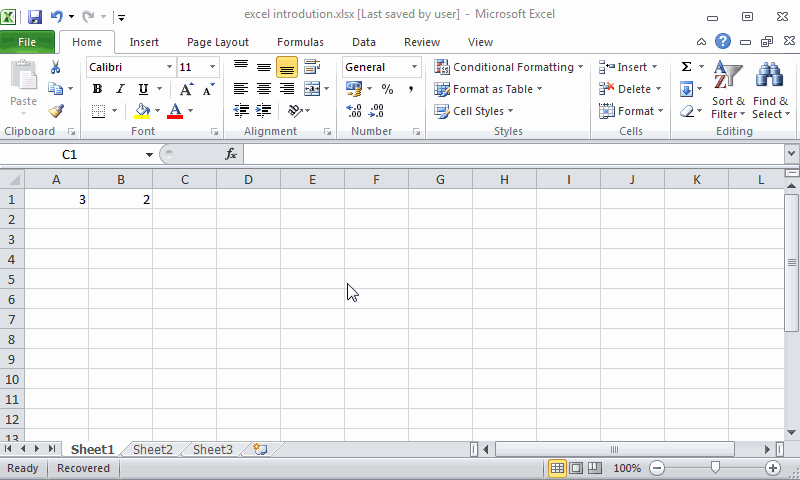 excel introdution.xlsx [Last saved by user] - Microsoft Excel
File Home Insert Page Layout Formulas Data Review View
Paste
Clipboard
Calibri 11
B I U A A
A
Font
Alignment
General
% ,
.00 .0
Number
Conditional Formatting
Format as Table
Cell Styles
Styles
Insert
Delete
Format
Cells
Σ
Sort & Filter
Find & Select
Editing
C1 fx
A B C D E F G H I J K L
1 3 2
2
3
4
5
6
7
8
9
10
11
12
13
Sheet1 Sheet2 Sheet3
Ready Recovered 100%